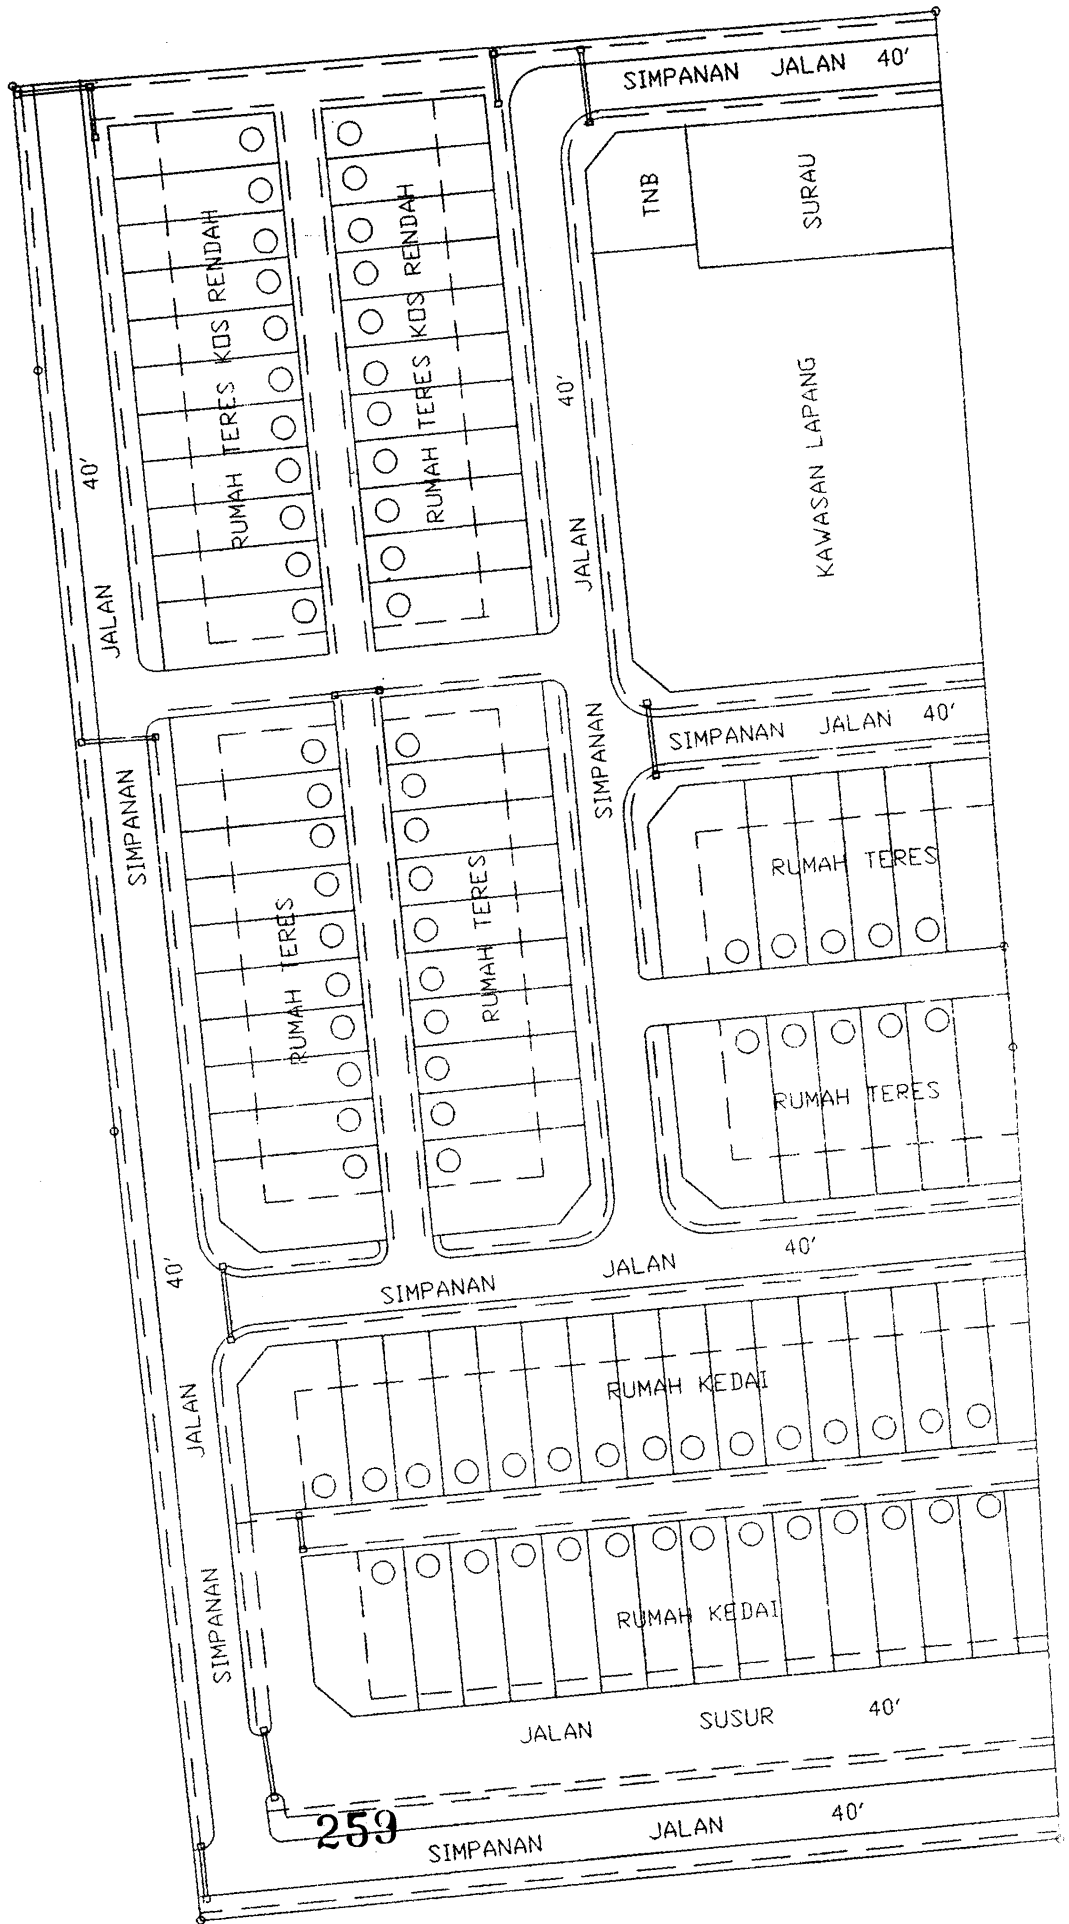 SIMPANAN JALAN 40'
TNB
SURAU
RUMAH TERES KOS RENDAH
RUMAH TERES KOS RENDAH
KAWASAN LAPANG
SIMPANAN JALAN 40'
SIMPANAN JALAN 40'
SIMPANAN JALAN 40'
RUMAH TERES
RUMAH TERES
RUMAH TERES
RUMAH TERES
SIMPANAN JALAN 40'
SIMPANAN JALAN 40'
RUMAH KEDAI
RUMAH KEDAI
JALAN SUSUR 40'
259
SIMPANAN JALAN 40'